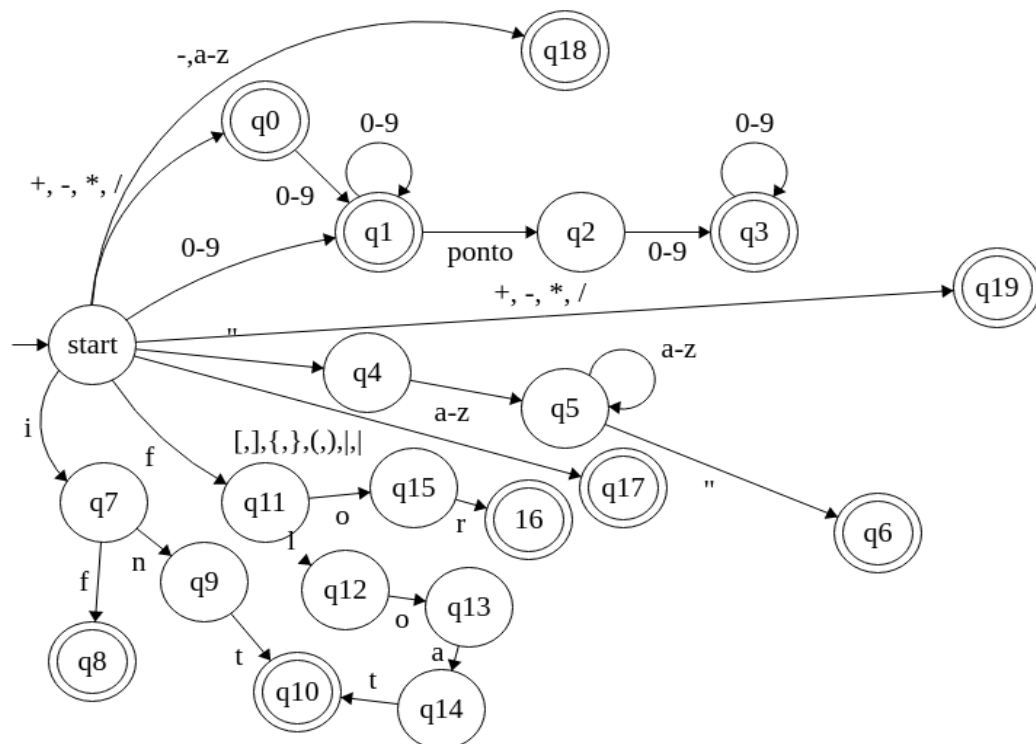 q18
-,a-z
q0
0-9
0-9
+, -, *, /
0-9
q1
q2
q3
0-9
ponto
0-9
+, -, *, /
q19
start
"
q4
a-z
q5
a-z
i
f
[,],{,},(,),|,|
q15
q17
"
q7
q11
o
r
16
q6
l
n
q9
q12
o
q13
f
a
q8
t
q10
t
q14